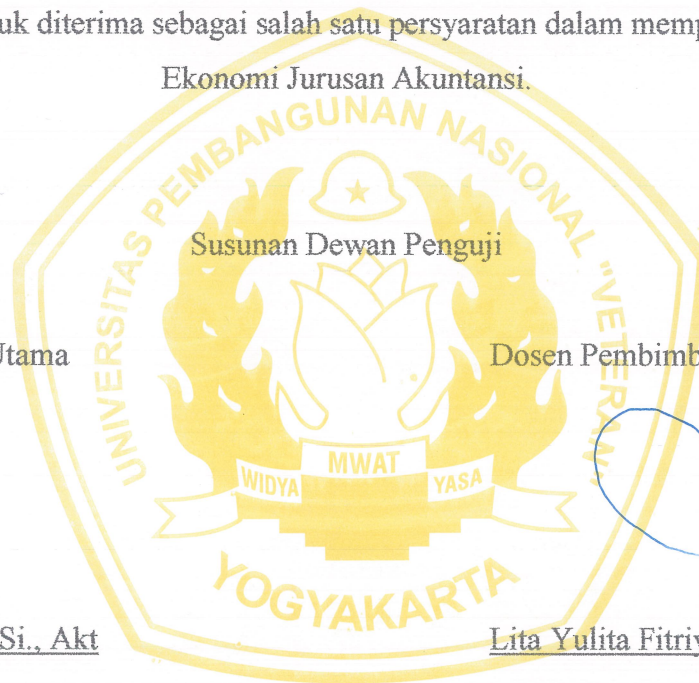 uk diterima sebagai salah satu persyaratan dalam memp
Ekonomi Jurusan Akuntansi.
UNIVERSITAS PEMBANGUNAN NASIONAL "VETERAN"
Susunan Dewan Penguji
Utama Dosen Pembimb
WIDYA MWAT YASA
YOGYAKARTA
Si., Akt Lita Yulita Fitriy